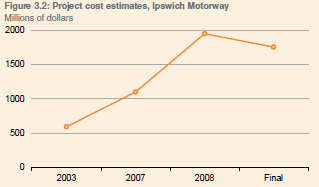 Figure 3.2: Project cost estimates, Ipswich Motorway
Millions of dollars
2000
1500
1000
500
0
2003 2007 2008 Final